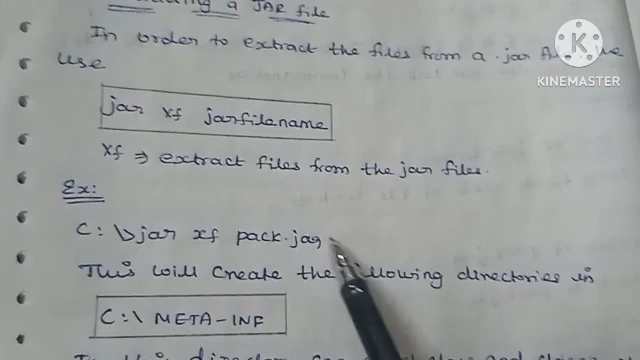 a JAR file
In order to extract the files from a .jar
use
jar xf jarfilename
xf ⇒ extract files from the jar files.
Ex:
C:\>jar xf pack.jar
This will create the following directories in
C:\ META-INF
KINEMASTER